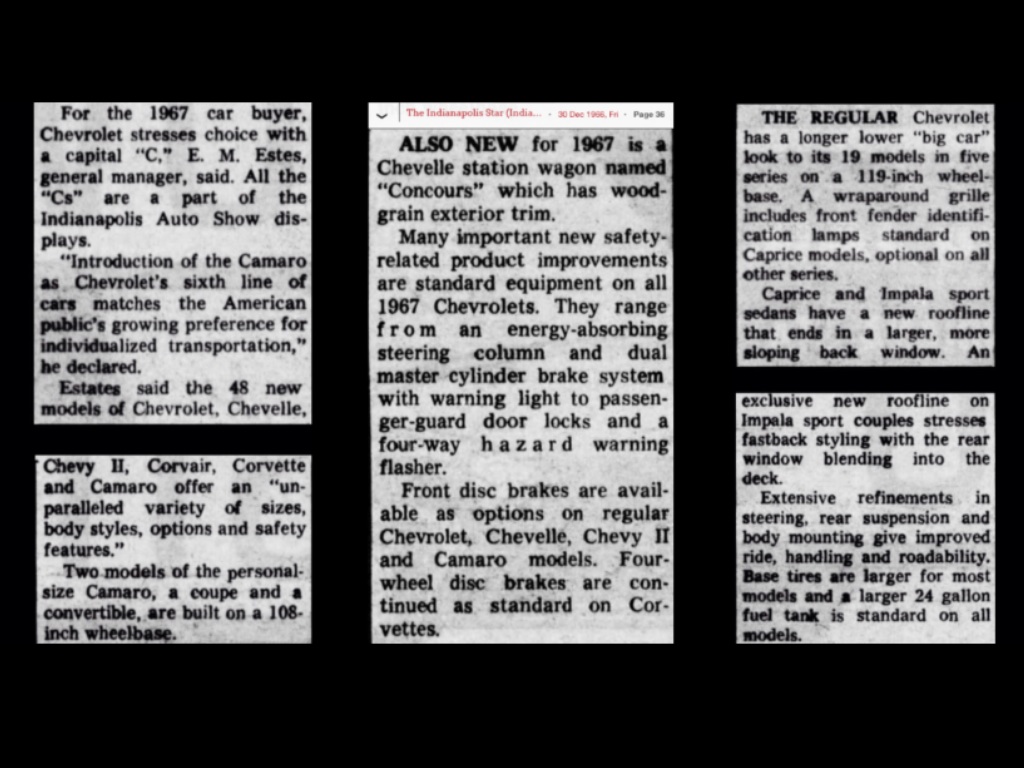 For the 1967 car buyer,
Chevrolet stresses choice with
a capital "C," E. M. Estes,
general manager, said. All the
"Cs" are a part of the
Indianapolis Auto Show dis-
plays.
"Introduction of the Camaro
as Chevrolet's sixth line of
cars matches the American
public's growing preference for
individualized transportation,"
he declared.
Estates said the 48 new
models of Chevrolet, Chevelle,
Chevy II, Corvair, Corvette
and Camaro offer an "un-
paralleled variety of sizes,
body styles, options and safety
features."
Two models of the personal-
size Camaro, a coupe and a
convertible, are built on a 108-
inch wheelbase.
The Indianapolis Star (India... · 30 Dec 1966, Fri · Page 36
ALSO NEW for 1967 is a
Chevelle station wagon named
"Concours" which has wood-
grain exterior trim.
Many important new safety-
related product improvements
are standard equipment on all
1967 Chevrolets. They range
from an energy-absorbing
steering column and dual
master cylinder brake system
with warning light to passen-
ger-guard door locks and a
four-way hazard warning
flasher.
Front disc brakes are avail-
able as options on regular
Chevrolet, Chevelle, Chevy II
and Camaro models. Four-
wheel disc brakes are con-
tinued as standard on Cor-
vettes.
THE REGULAR Chevrolet
has a longer lower "big car"
look to its 19 models in five
series on a 119-inch wheel-
base. A wraparound grille
includes front fender identifi-
cation lamps standard on
Caprice models, optional on all
other series.
Caprice and Impala sport
sedans have a new roofline
that ends in a larger, more
sloping back window. An
exclusive new roofline on
Impala sport couples stresses
fastback styling with the rear
window blending into the
deck.
Extensive refinements in
steering, rear suspension and
body mounting give improved
ride, handling and roadability.
Base tires are larger for most
models and a larger 24 gallon
fuel tank is standard on all
models.